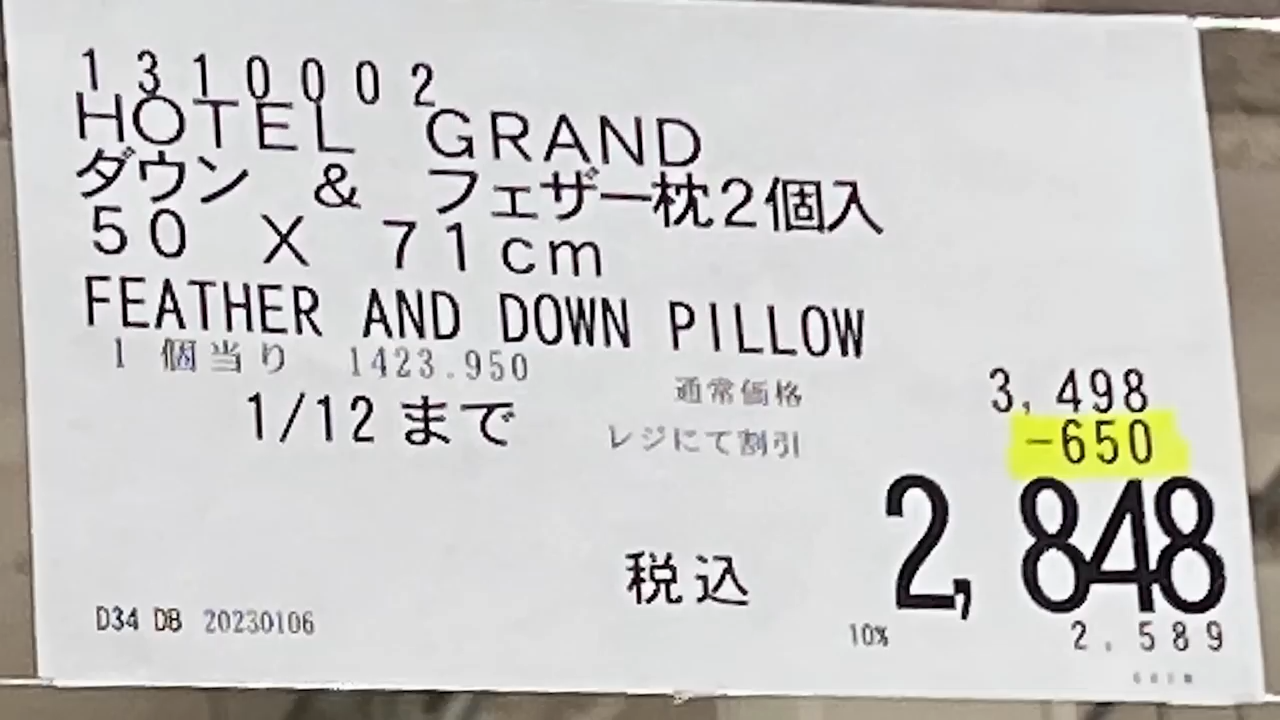 1310002
HOTEL GRAND
ダウン & フェザー枕2個入
50 X 71cm
FEATHER AND DOWN PILLOW
1 個当り 1423.950
通常価格 3,498
1/12まで
レジにて割引 -650
税込 2,848
10% 2.589
D34 DB 20230106